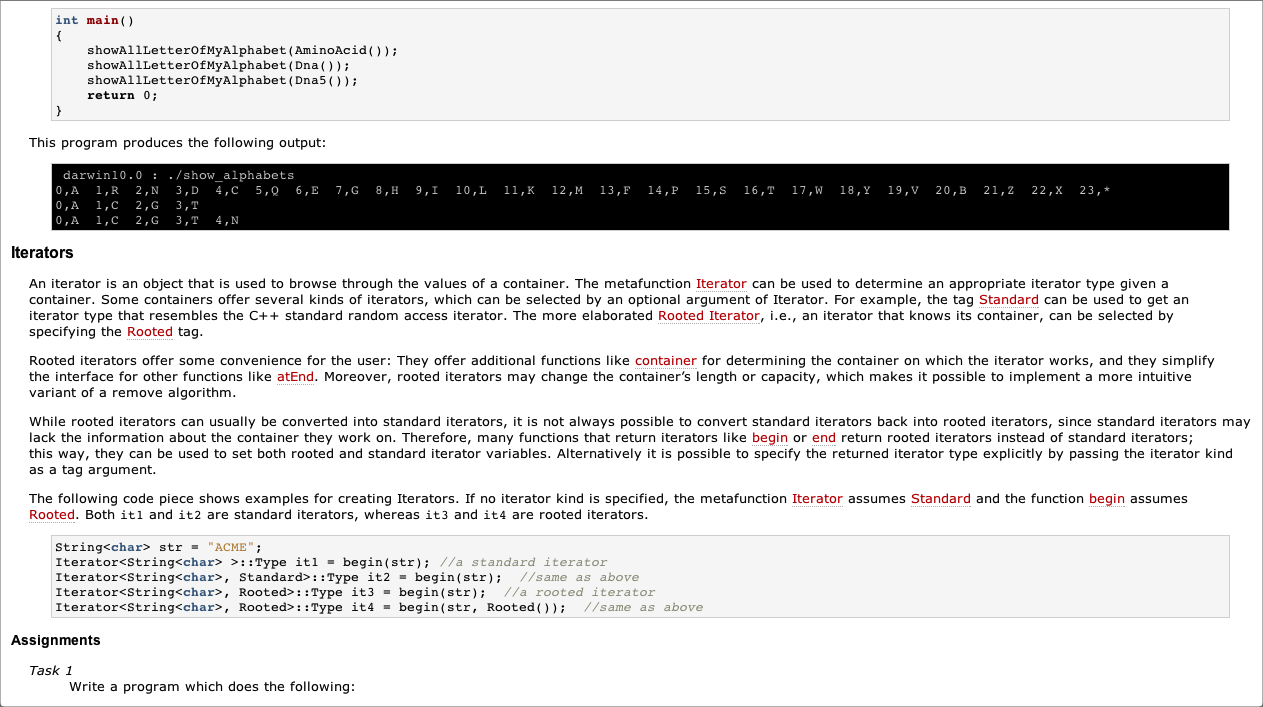 int main()
{
    showAllLetterOfMyAlphabet(AminoAcid());
    showAllLetterOfMyAlphabet(Dna());
    showAllLetterOfMyAlphabet(Dna5());
    return 0;
}
This program produces the following output:
darwin10.0 : ./show_alphabets
0,A  1,R  2,N  3,D  4,C  5,Q  6,E  7,G  8,H  9,I  10,L  11,K  12,M  13,F  14,P  15,S  16,T  17,W  18,Y  19,V  20,B  21,Z  22,X  23,*
0,A  1,C  2,G  3,T
0,A  1,C  2,G  3,T  4,N
Iterators
An iterator is an object that is used to browse through the values of a container. The metafunction Iterator can be used to determine an appropriate iterator type given a
container. Some containers offer several kinds of iterators, which can be selected by an optional argument of Iterator. For example, the tag Standard can be used to get an
iterator type that resembles the C++ standard random access iterator. The more elaborated Rooted Iterator, i.e., an iterator that knows its container, can be selected by
specifying the Rooted tag.
Rooted iterators offer some convenience for the user: They offer additional functions like container for determining the container on which the iterator works, and they simplify
the interface for other functions like atEnd. Moreover, rooted iterators may change the container's length or capacity, which makes it possible to implement a more intuitive
variant of a remove algorithm.
While rooted iterators can usually be converted into standard iterators, it is not always possible to convert standard iterators back into rooted iterators, since standard iterators may
lack the information about the container they work on. Therefore, many functions that return iterators like begin or end return rooted iterators instead of standard iterators;
this way, they can be used to set both rooted and standard iterator variables. Alternatively it is possible to specify the returned iterator type explicitly by passing the iterator kind
as a tag argument.
The following code piece shows examples for creating Iterators. If no iterator kind is specified, the metafunction Iterator assumes Standard and the function begin assumes
Rooted. Both it1 and it2 are standard iterators, whereas it3 and it4 are rooted iterators.
String<char> str = "ACME";
Iterator<String<char> >::Type it1 = begin(str); //a standard iterator
Iterator<String<char>, Standard>::Type it2 = begin(str);  //same as above
Iterator<String<char>, Rooted>::Type it3 = begin(str);  //a rooted iterator
Iterator<String<char>, Rooted>::Type it4 = begin(str, Rooted());  //same as above
Assignments
Task 1
Write a program which does the following: